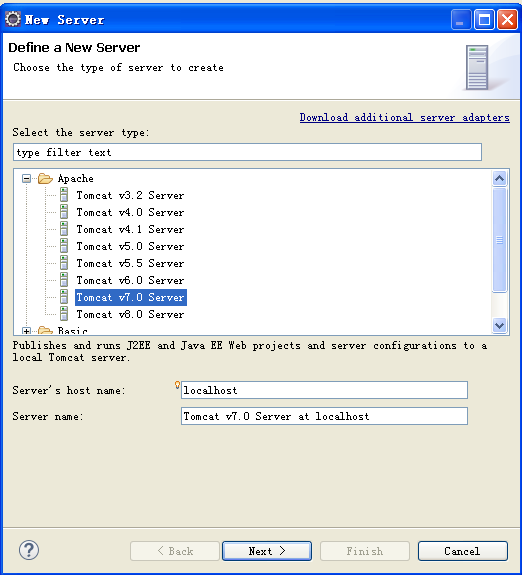 New Server
Define a New Server
Choose the type of server to create
Download additional server adapters
Select the server type:
type filter text
Apache
Tomcat v3.2 Server
Tomcat v4.0 Server
Tomcat v4.1 Server
Tomcat v5.0 Server
Tomcat v5.5 Server
Tomcat v6.0 Server
Tomcat v7.0 Server
Tomcat v8.0 Server
Basic
Publishes and runs J2EE and Java EE Web projects and server configurations to a
local Tomcat server.
Server's host name:
localhost
Server name:
Tomcat v7.0 Server at localhost
?
< Back
Next >
Finish
Cancel